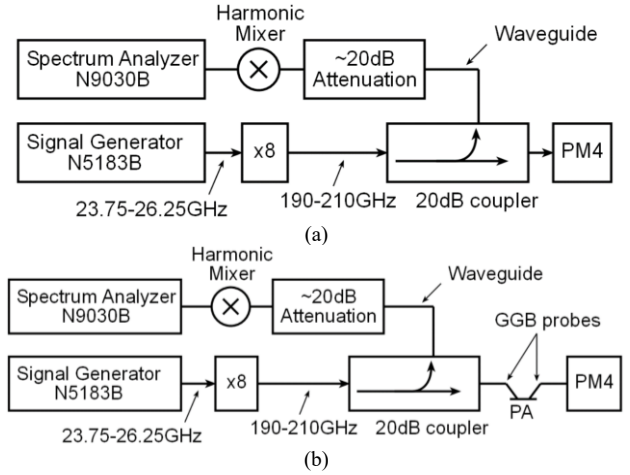 Harmonic
Mixer
Waveguide
Spectrum Analyzer
N9030B
~20dB
Attenuation
Signal Generator
N5183B
x8
PM4
23.75-26.25GHz
190-210GHz
20dB coupler
(a)
Harmonic
Mixer
Waveguide
Spectrum Analyzer
N9030B
~20dB
Attenuation
GGB probes
Signal Generator
N5183B
x8
PM4
PA
23.75-26.25GHz
190-210GHz
20dB coupler
(b)